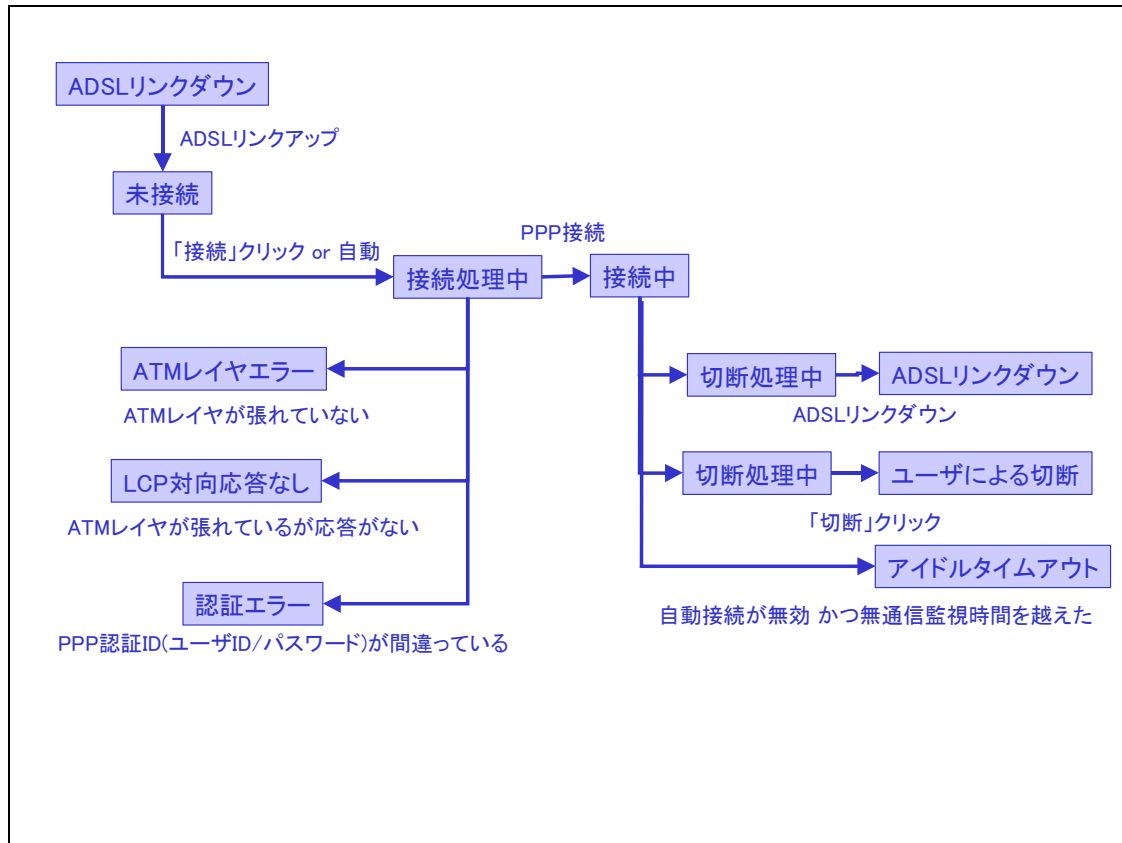 ADSLリンクダウン
ADSLリンクアップ
未接続
「接続」クリック or 自動
PPP接続
接続処理中
接続中
ATMレイヤエラー
ATMレイヤが張れていない
LCP対向応答なし
ATMレイヤが張れているが応答がない
認証エラー
PPP認証ID(ユーザID/パスワード)が間違っている
切断処理中
ADSLリンクダウン
ADSLリンクダウン
切断処理中
ユーザによる切断
「切断」クリック
アイドルタイムアウト
自動接続が無効 かつ無通信監視時間を越えた